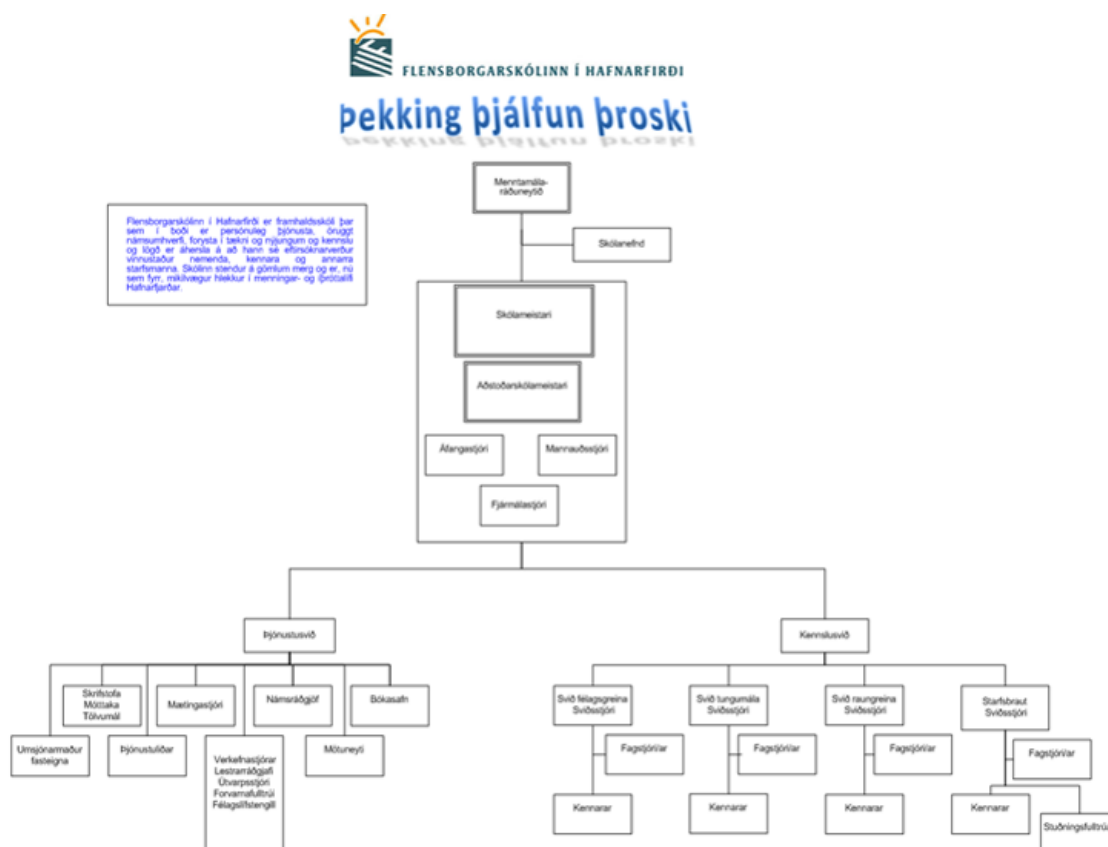 FLENSBORGARSKÓLINN Í HAFNARFIRÐI
Þekking þjálfun þroski
Menntamála-
ráðuneytið
Flensborgarskólinn í Hafnarfirði er framhaldsskóli þar
sem í boði er persónuleg þjónusta, öruggt
námsumhverfi, forysta í tækni og nýjungum og kennslu
og lögð er áhersla á að hann sé eftirsóknarverður
vinnustaður nemenda, kennara og annarra
starfsmanna. Skólinn stendur á gömlum merg og er, nú
sem fyrr, mikilvægur hlekkur í menningar- og íþróttalífi
Hafnarfjarðar.
Skólanefnd
Skólameistari
Aðstoðarskólameistari
Áfangastjóri
Mannauðsstjóri
Fjármálastjóri
Þjónustusvið
Kennslusvið
Skrifstofa
Móttaka
Tölvumál
Mætingastjóri
Námsráðgjöf
Bókasafn
Umsjónarmaður
fasteigna
Þjónustuliðar
Verkefnastjórar
Lestrarráðgjafi
Útvarpsstjóri
Forvarnafulltrúi
Félagslífstengill
Mötuneyti
Svið félagsgreina
Sviðsstjóri
Svið tungumála
Sviðsstjóri
Svið raungreina
Sviðsstjóri
Starfsbraut
Sviðsstjóri
Fagstjóri/ar
Fagstjóri/ar
Fagstjóri/ar
Fagstjóri/ar
Kennarar
Kennarar
Kennarar
Kennarar
Stuðningsfulltrúa